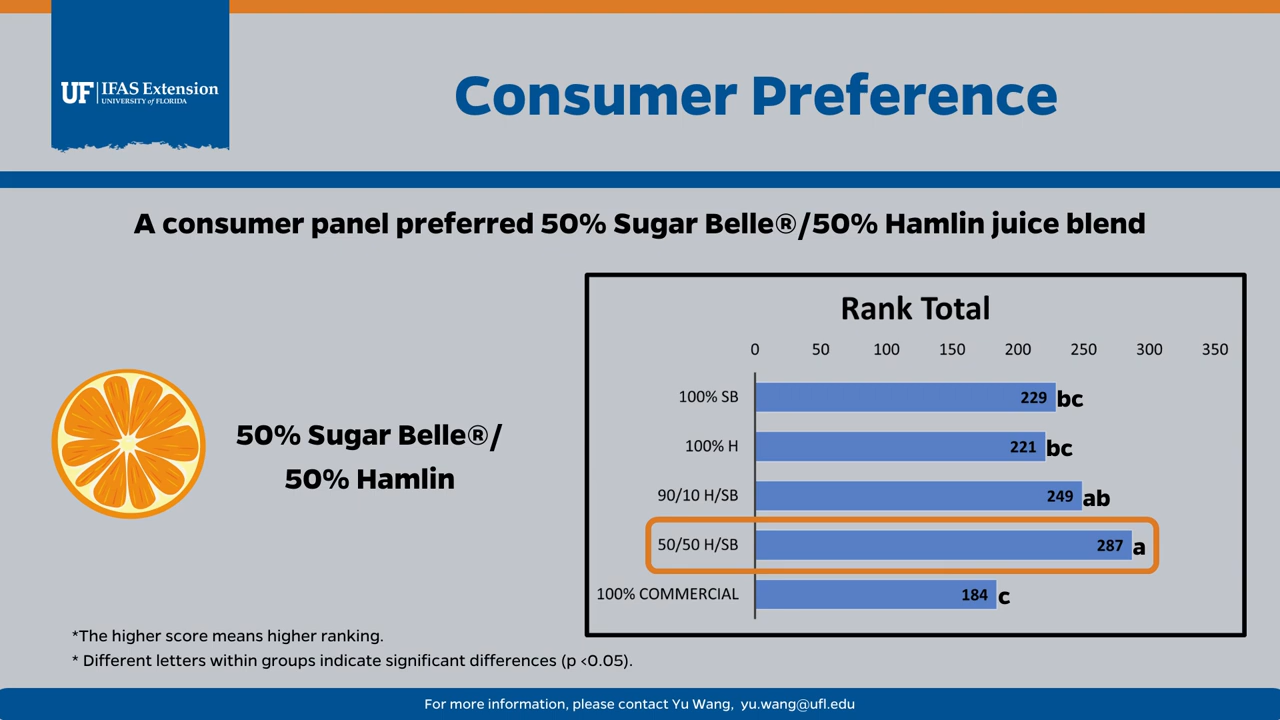 UF | IFAS Extension
UNIVERSITY of FLORIDA
Consumer Preference
A consumer panel preferred 50% Sugar Belle®/50% Hamlin juice blend
50% Sugar Belle®/
50% Hamlin
Rank Total
0 50 100 150 200 250 300 350
100% SB 229 bc
100% H 221 bc
90/10 H/SB 249 ab
50/50 H/SB 287 a
100% COMMERCIAL 184 c
*The higher score means higher ranking.
* Different letters within groups indicate significant differences (p <0.05).
For more information, please contact Yu Wang, yu.wang@ufl.edu